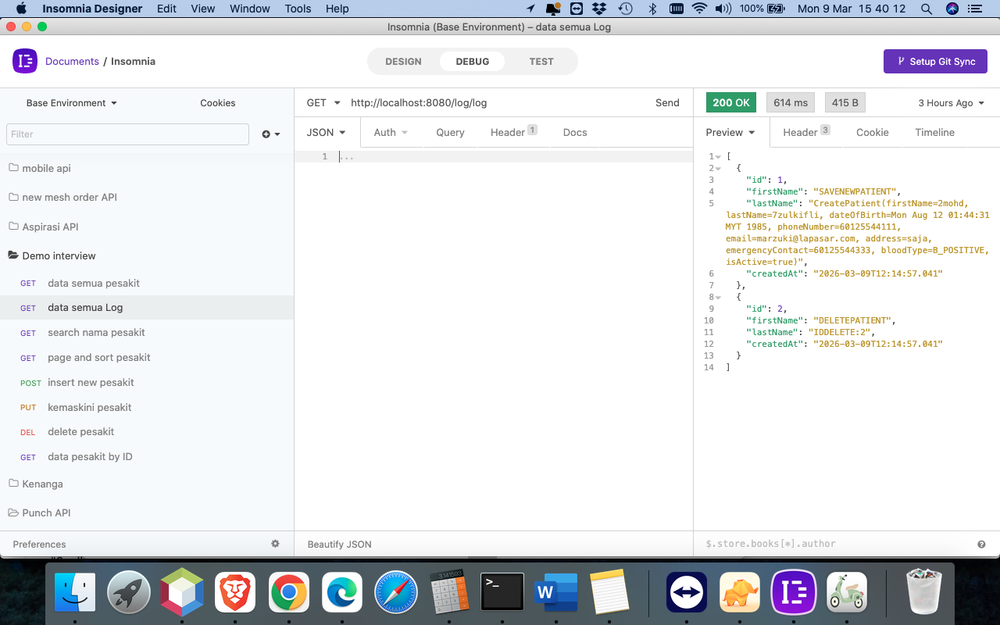 Insomnia Designer Edit View Window Tools Help 100% Mon 9 Mar 15 40 12
Insomnia (Base Environment) – data semua Log
Documents / Insomnia
DESIGN DEBUG TEST
Setup Git Sync
Base Environment Cookies
GET http://localhost:8080/log/log Send
200 OK 614 ms 415 B 3 Hours Ago
Filter
JSON Auth Query Header 1 Docs
Preview Header 3 Cookie Timeline
mobile api
new mesh order API
Aspirasi API
Demo interview
GET data semua pesakit
GET data semua Log
GET search nama pesakit
GET page and sort pesakit
POST insert new pesakit
PUT kemaskini pesakit
DEL delete pesakit
GET data pesakit by ID
Kenanga
Punch API
1 ...
1 [
2 {
3 "id": 1,
4 "firstName": "SAVENEWPATIENT",
5 "lastName": "CreatePatient(firstName=2mohd,
lastName=7zulkifli, dateOfBirth=Mon Aug 12 01:44:31
MYT 1985, phoneNumber=60125544111,
email=marzuki@lapasar.com, address=saja,
emergencyContact=60125544333, bloodType=B_POSITIVE,
isActive=true)",
6 "createdAt": "2026-03-09T12:14:57.041"
7 },
8 {
9 "id": 2,
10 "firstName": "DELETEPATIENT",
11 "lastName": "IDDELETE:2",
12 "createdAt": "2026-03-09T12:14:57.041"
13 }
14 ]
Preferences
Beautify JSON
$.store.books[*].author
3.141593
>_
W